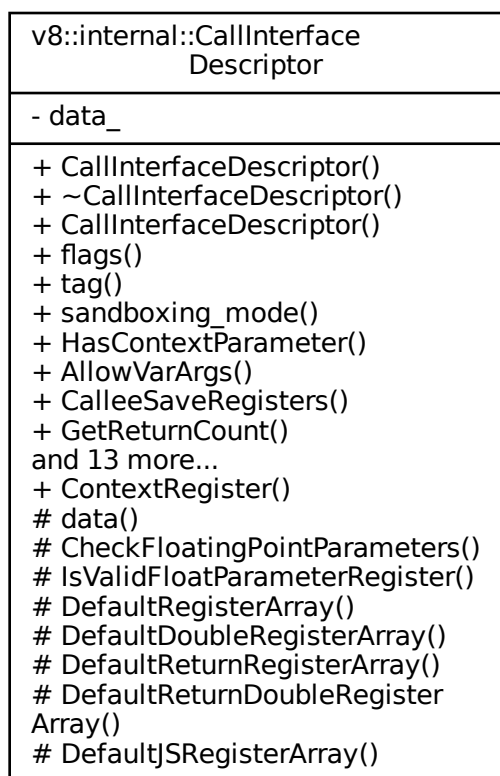 v8::internal::CallInterface
Descriptor
- data_
+ CallInterfaceDescriptor()
+ ~CallInterfaceDescriptor()
+ CallInterfaceDescriptor()
+ flags()
+ tag()
+ sandboxing_mode()
+ HasContextParameter()
+ AllowVarArgs()
+ CalleeSaveRegisters()
+ GetReturnCount()
and 13 more...
+ ContextRegister()
# data()
# CheckFloatingPointParameters()
# IsValidFloatParameterRegister()
# DefaultRegisterArray()
# DefaultDoubleRegisterArray()
# DefaultReturnRegisterArray()
# DefaultReturnDoubleRegister
Array()
# DefaultJSRegisterArray()